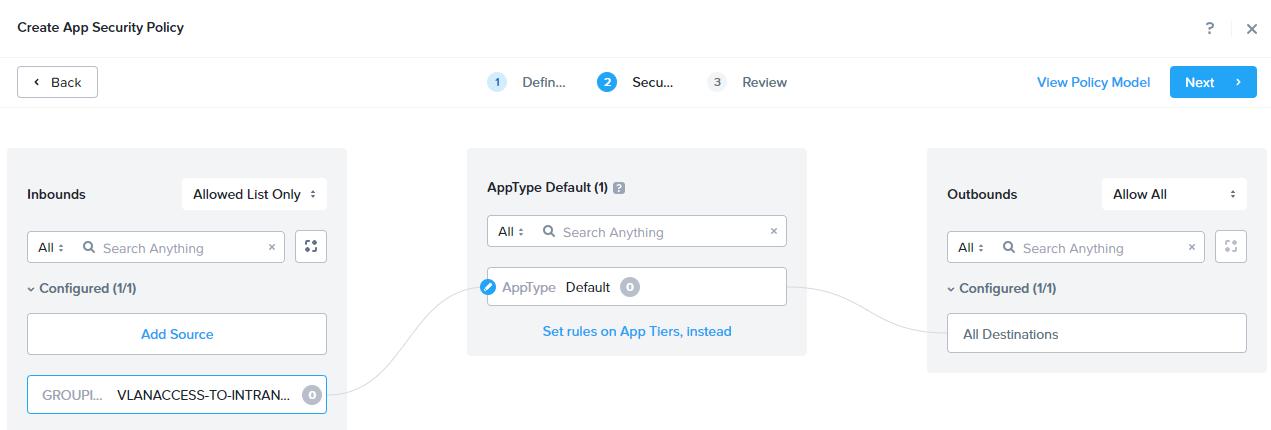 Create App Security Policy
?
×
Back
1 Defin...
2 Secu...
3 Review
View Policy Model
Next
Inbounds
Allowed List Only
All
Search Anything
×
Configured (1/1)
Add Source
GROUPI... VLANACCESS-TO-INTRAN... 0
AppType Default (1) ?
All
Search Anything
×
AppType Default 0
Set rules on App Tiers, instead
Outbounds
Allow All
All
Search Anything
×
Configured (1/1)
All Destinations